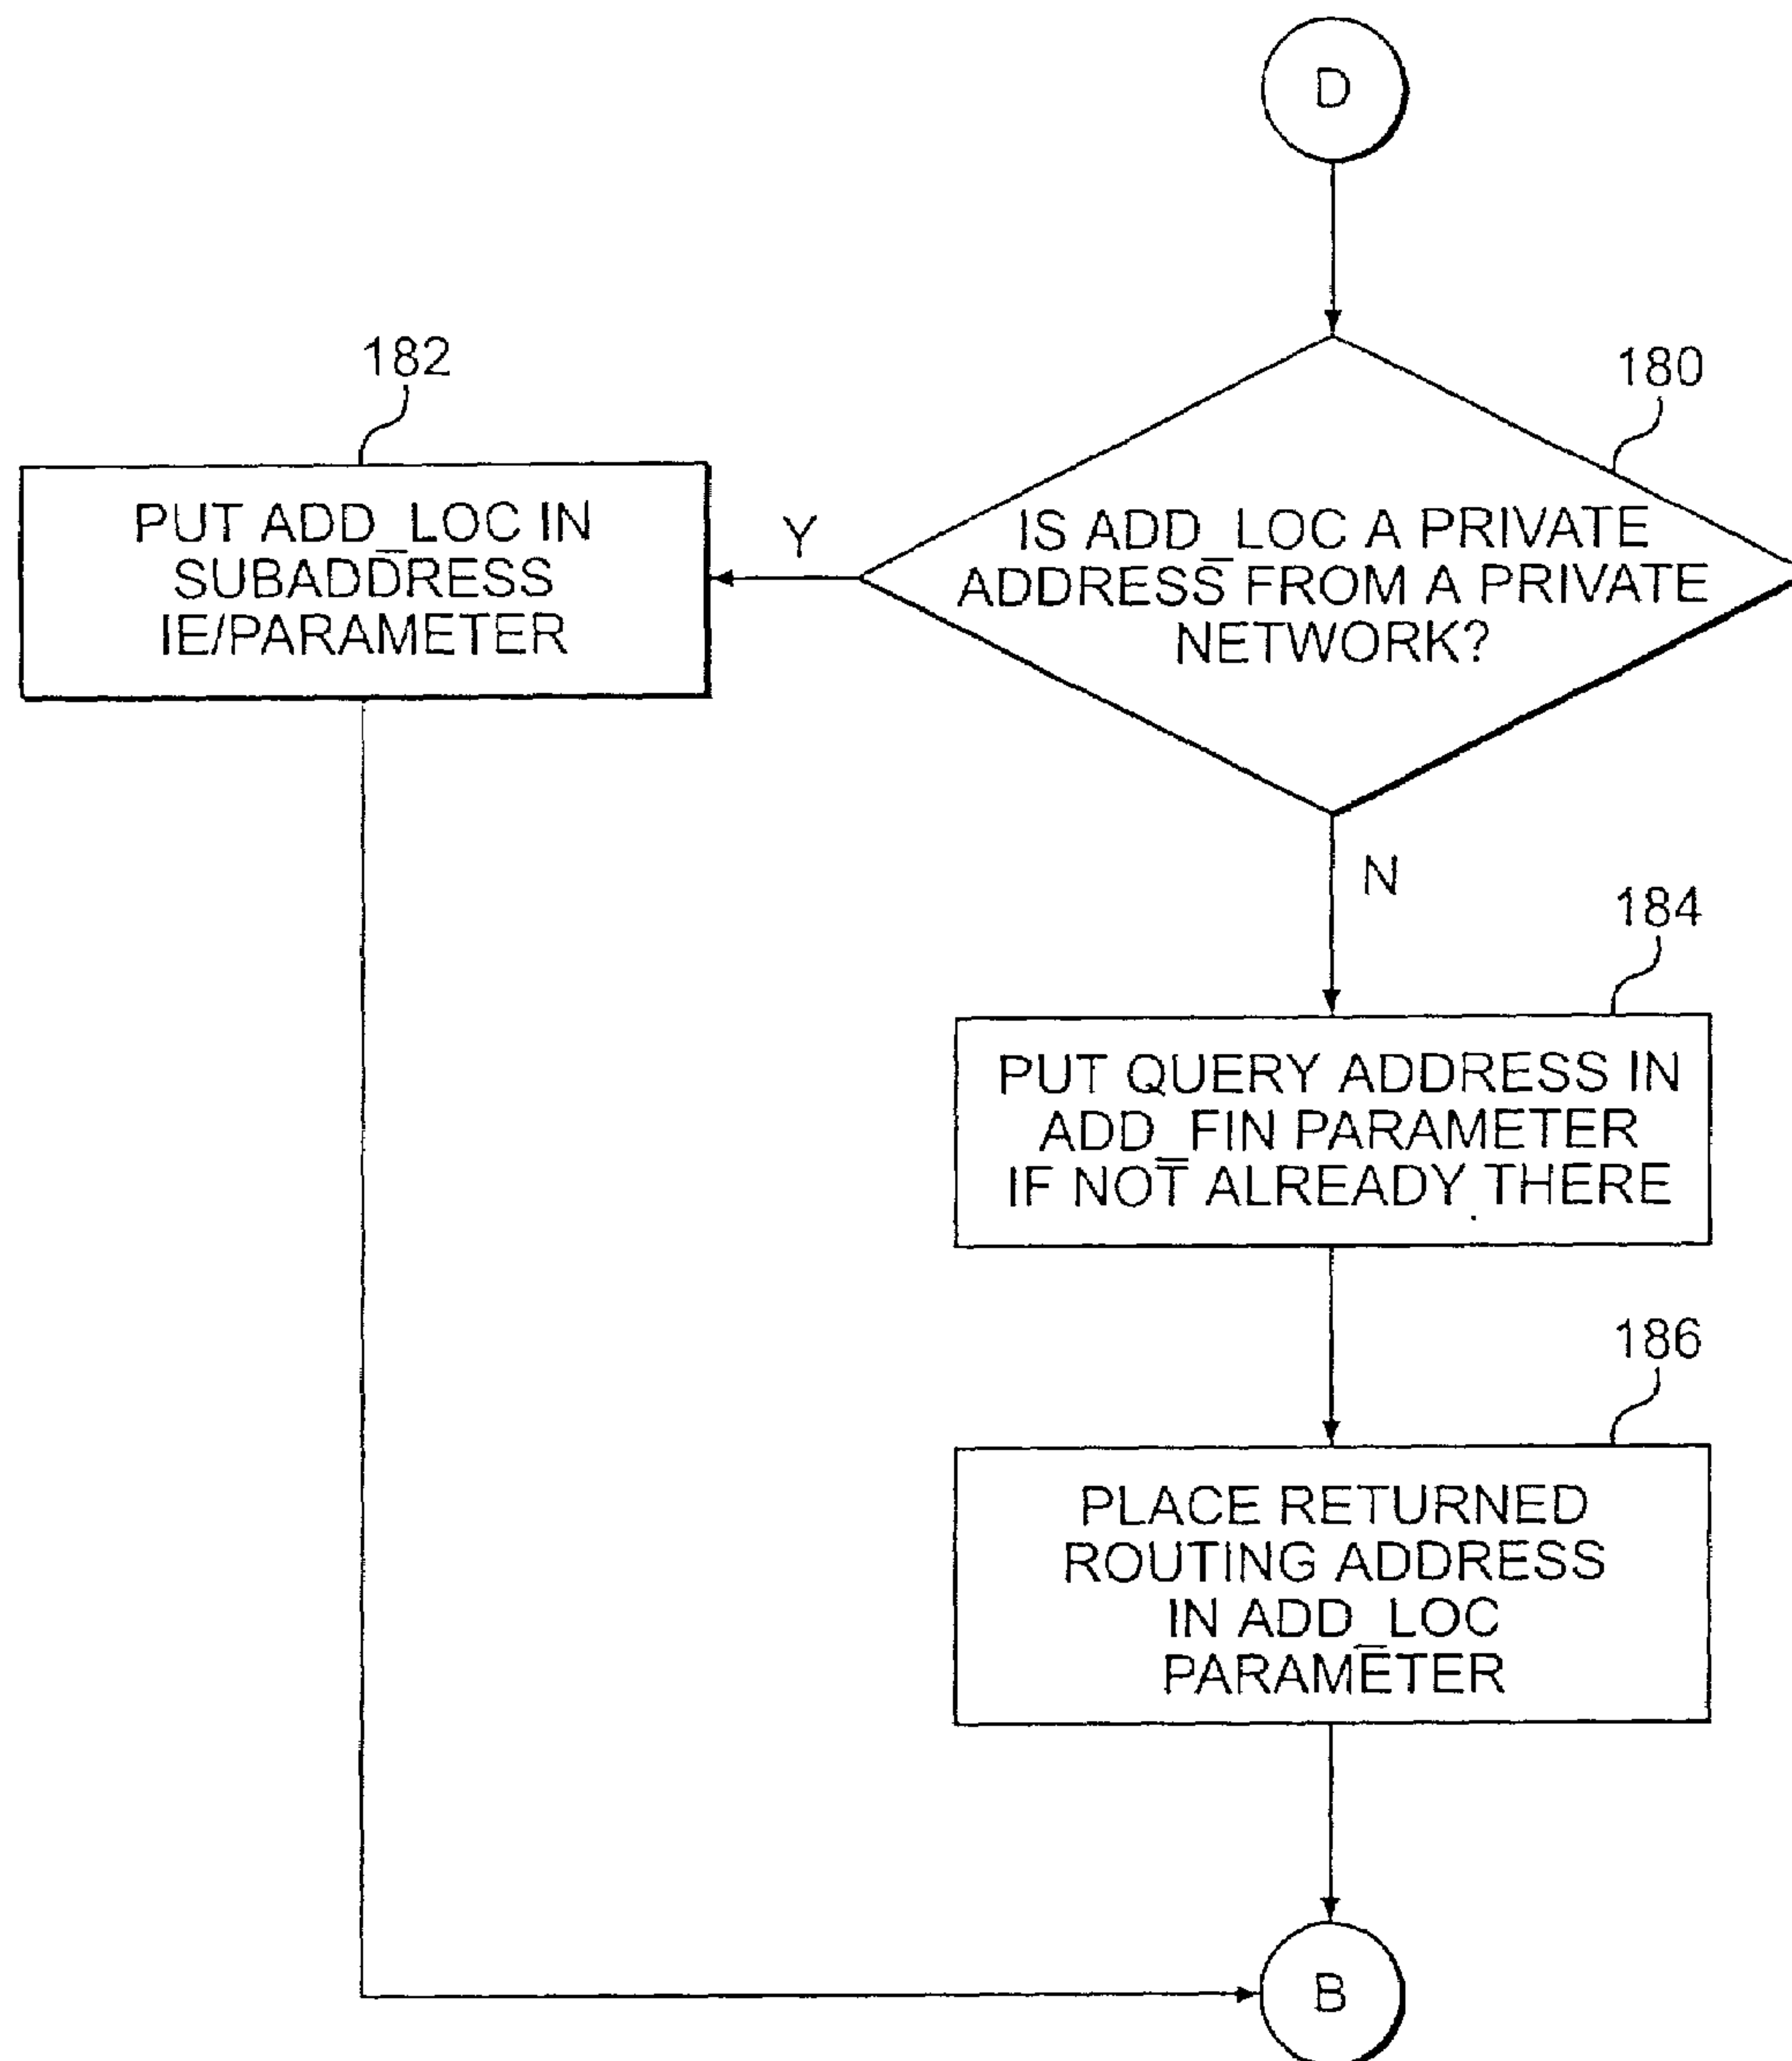 D
180
IS ADD_LOC A PRIVATE
ADDRESS FROM A PRIVATE
NETWORK?
Y
182
PUT ADD_LOC IN
SUBADDRESS
IE/PARAMETER
N
184
PUT QUERY ADDRESS IN
ADD_FIN PARAMETER
IF NOT ALREADY THERE
186
PLACE RETURNED
ROUTING ADDRESS
IN ADD_LOC
PARAMETER
B